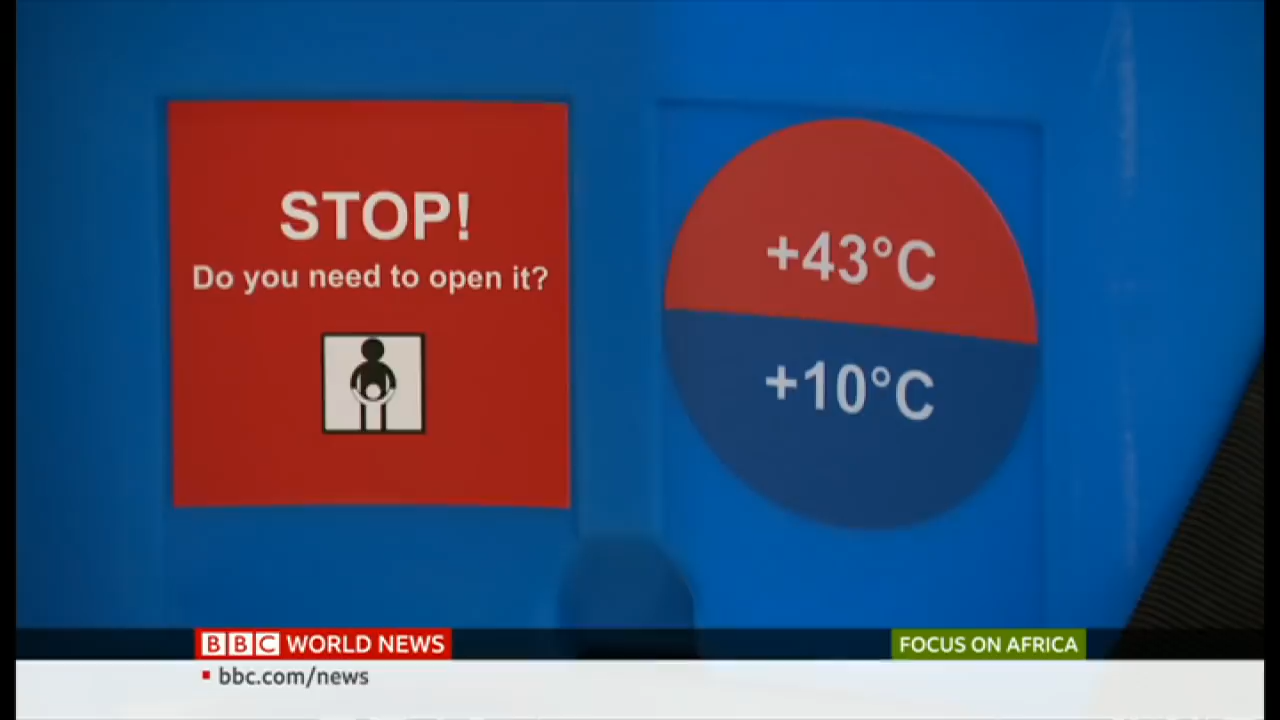 STOP!
Do you need to open it?
+43°C
+10°C
BBC WORLD NEWS
FOCUS ON AFRICA
bbc.com/news